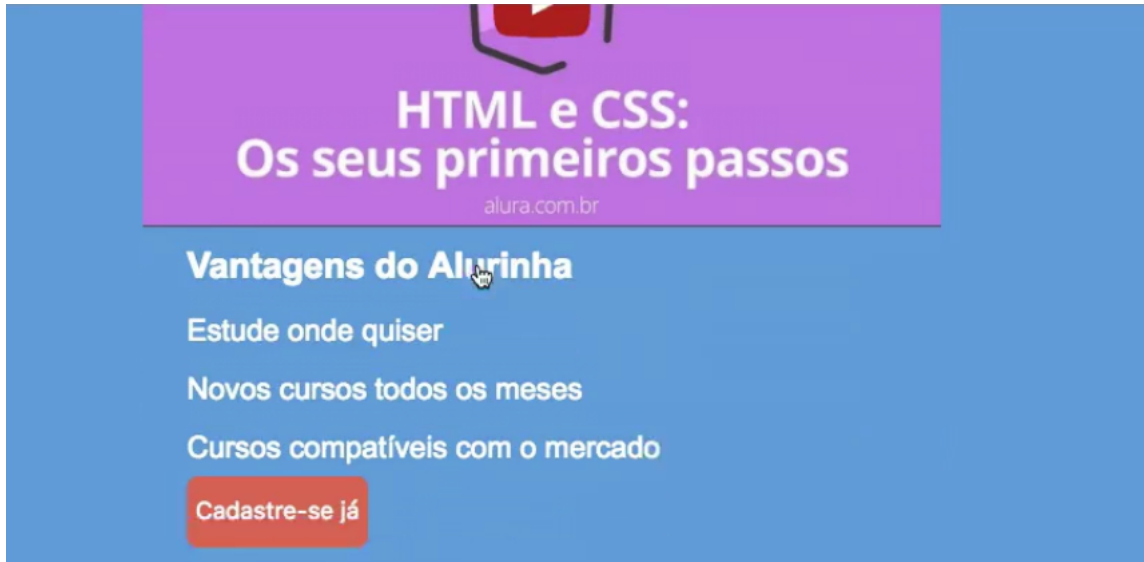 HTML e CSS:
Os seus primeiros passos
alura.com.br
Vantagens do Alurinha
Estude onde quiser
Novos cursos todos os meses
Cursos compatíveis com o mercado
Cadastre-se já